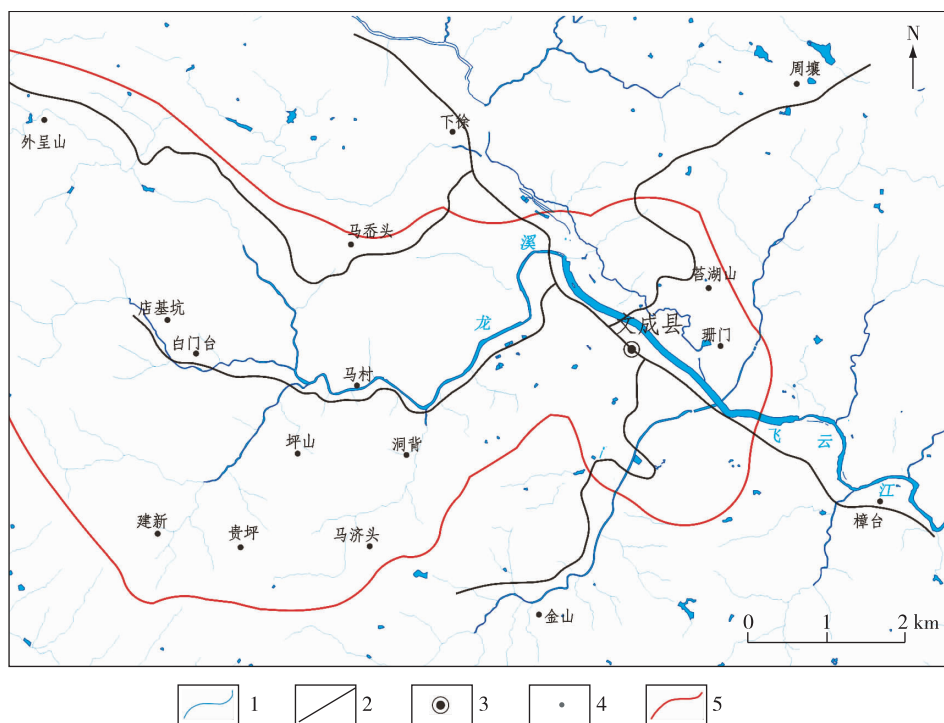 N
周壤
下徐
外呈山
马岙头
溪
苔湖山
店基坑
龙
文成县
珊门
白门台
马村
坪山
洞背
飞
云
江
樟台
建新
贵坪
马济头
金山
0 1 2 km
1 2 3 4 5